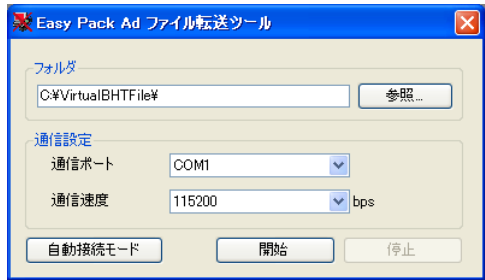 Easy Pack Ad ファイル転送ツール
フォルダ
C:¥VirtualBHTFile¥
参照...
通信設定
通信ポート
COM1
通信速度
115200
bps
自動接続モード
開始
停止